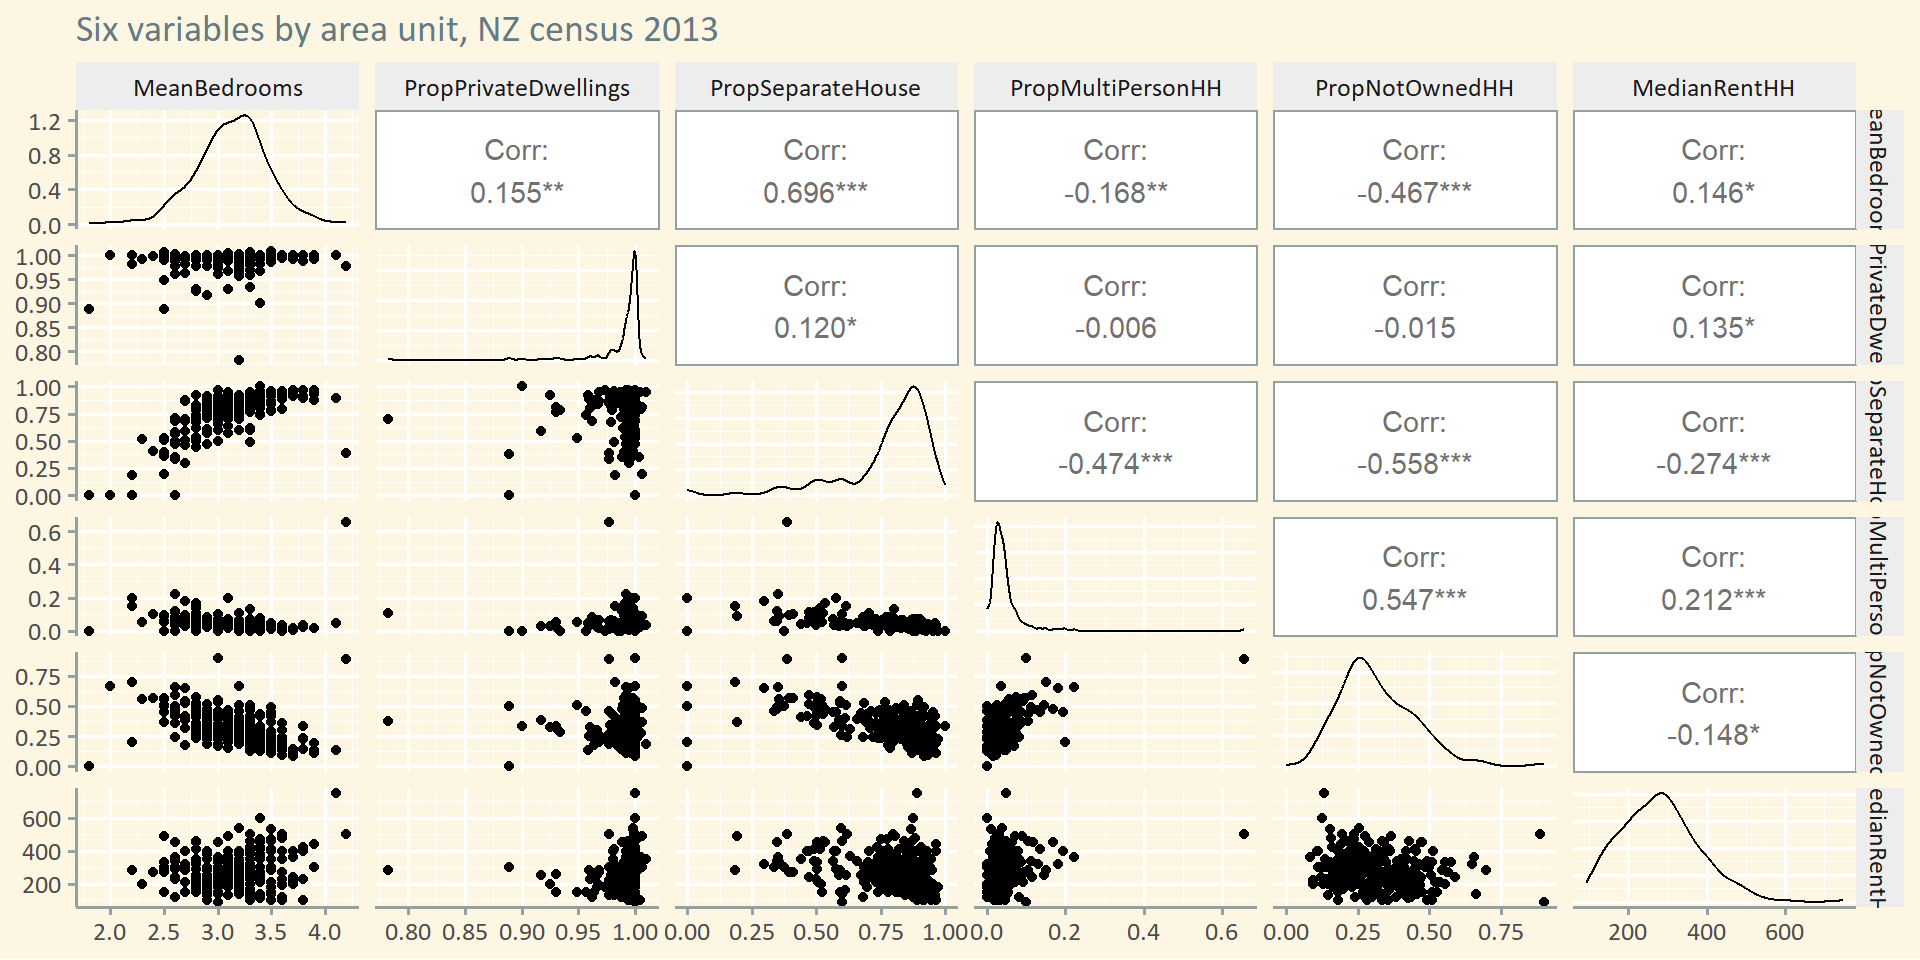 Six variables by area unit, NZ census 2013
MeanBedrooms PropPrivateDwellings PropSeparateHouse PropMultiPersonHH PropNotOwnedHH MedianRentHH
1.2
0.8
0.4
0.0
Corr:
0.155**
Corr:
0.696***
Corr:
-0.168**
Corr:
-0.467***
Corr:
0.146*
eanBedroor
1.00
0.95
0.90
0.85
0.80
Corr:
0.120*
Corr:
-0.006
Corr:
-0.015
Corr:
0.135*
PrivateDwe
1.00
0.75
0.50
0.25
0.00
Corr:
-0.474***
Corr:
-0.558***
Corr:
-0.274***
SeparateHo
0.6
0.4
0.2
0.0
Corr:
0.547***
Corr:
0.212***
MultiPerso
0.75
0.50
0.25
0.00
Corr:
-0.148*
pNotOwned
600
400
200
edianRentH
2.0 2.5 3.0 3.5 4.0 0.80 0.85 0.90 0.95 1.00 0.00 0.25 0.50 0.75 1.00 0.0 0.2 0.4 0.6 0.00 0.25 0.50 0.75 200 400 600